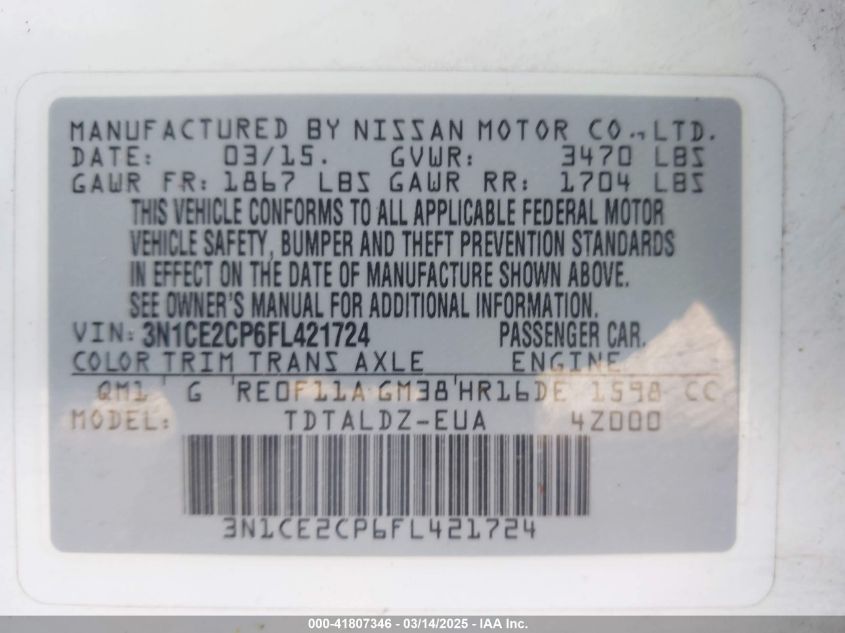 MANUFACTURED BY NISSAN MOTOR CO., LTD.
DATE: 03/15. GVWR: 3470 LBS
GAWR FR: 1867 LBS GAWR RR: 1704 LBS
THIS VEHICLE CONFORMS TO ALL APPLICABLE FEDERAL MOTOR
VEHICLE SAFETY, BUMPER AND THEFT PREVENTION STANDARDS
IN EFFECT ON THE DATE OF MANUFACTURE SHOWN ABOVE.
SEE OWNER'S MANUAL FOR ADDITIONAL INFORMATION.
VIN: 3N1CE2CP6FL421724 PASSENGER CAR.
COLOR TRIM TRANS AXLE ENGINE
QM1 G RE0F11A GM38 HR16DE 1598 CC
MODEL: TDTALDZ-EUA 4Z000
3N1CE2CP6FL421724
000-41807346 - 03/14/2025 - IAA Inc.